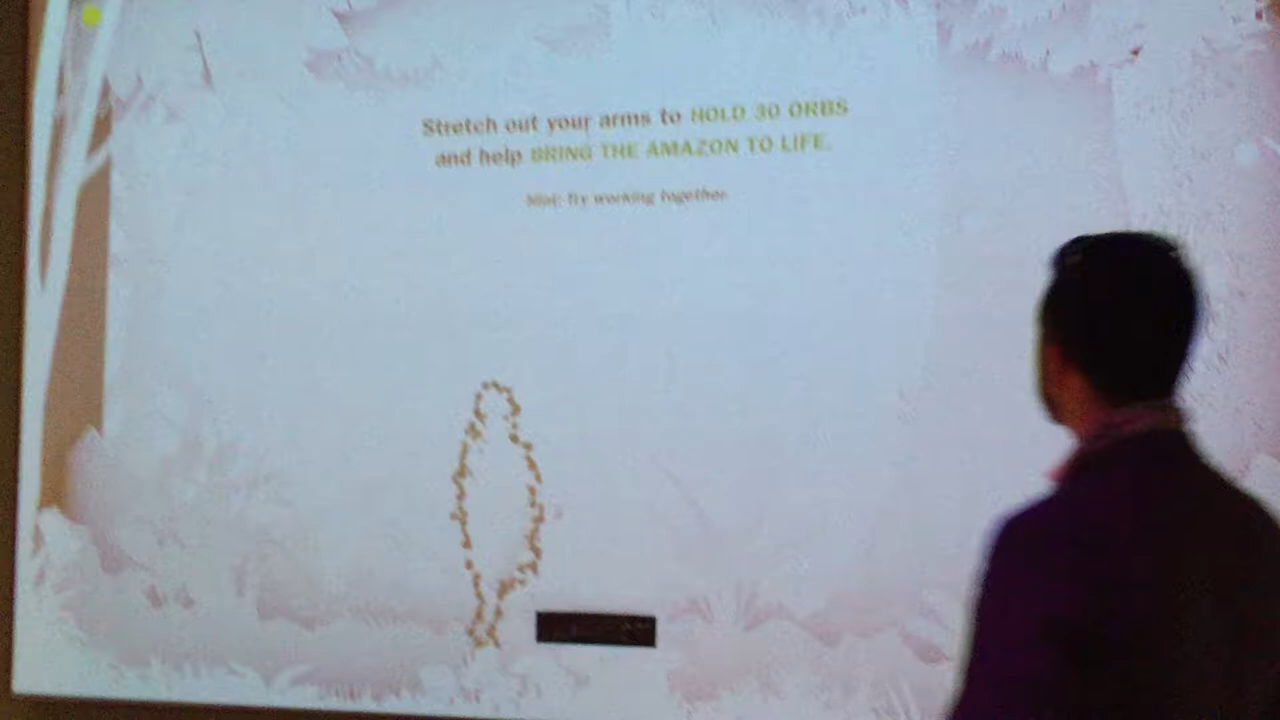 Stretch out your arms to HOLD 30 ORBS
and help BRING THE AMAZON TO LIFE.
Hint: Try working together.